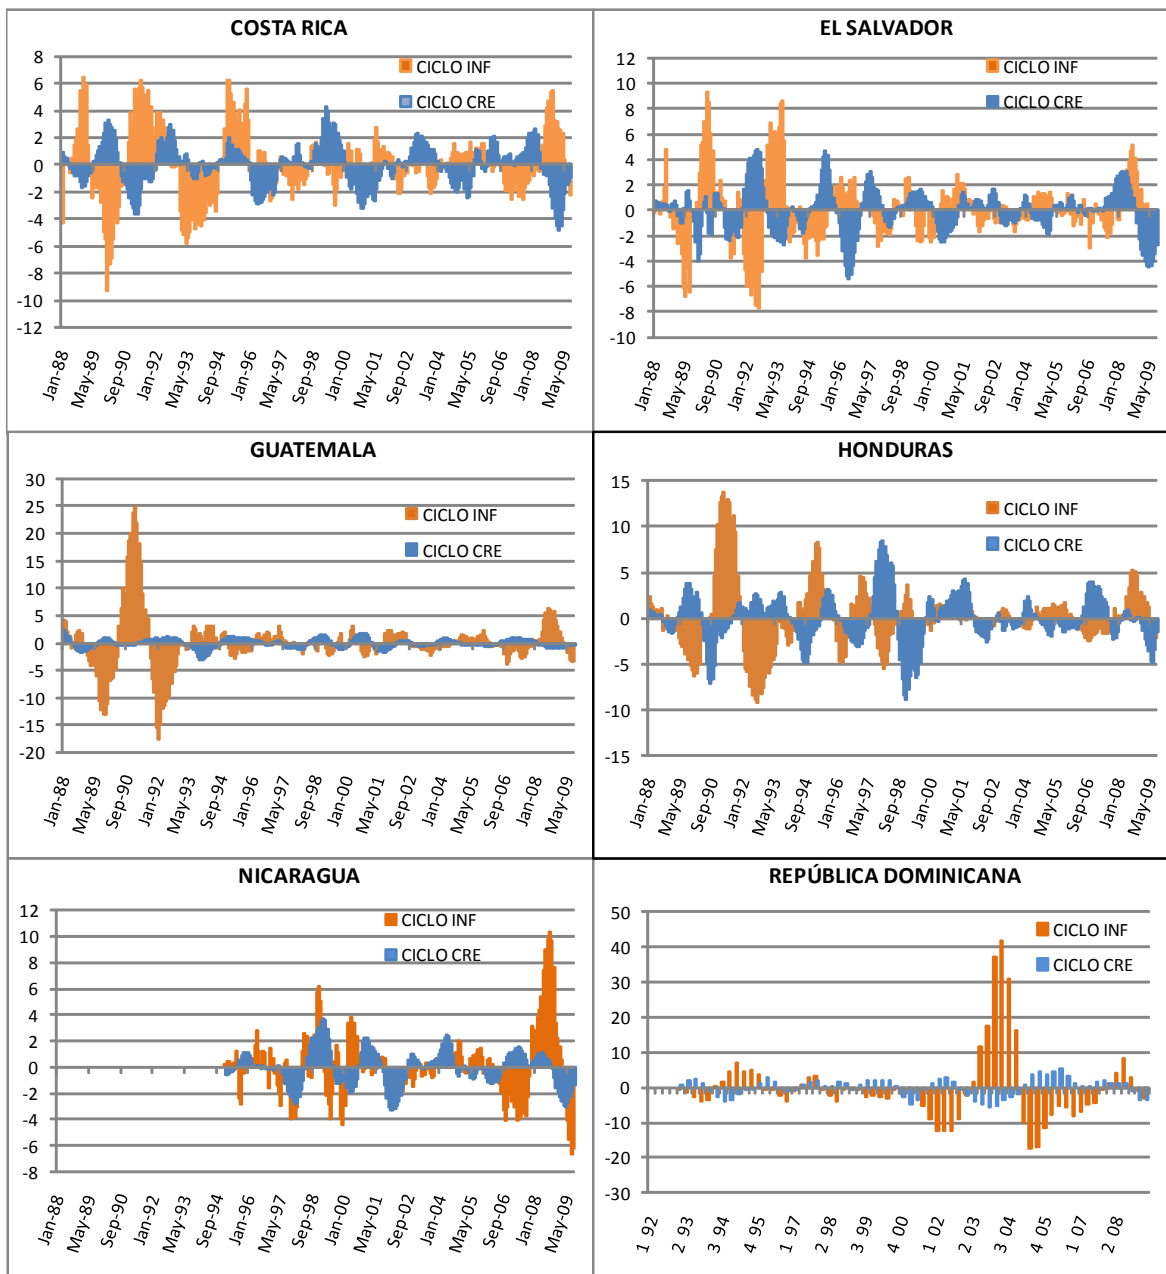 COSTA RICA
8
6
4
2
0
-2
-4
-6
-8
-10
-12
CICLO INF
CICLO CRE
Jan-88
May-89
Sep-90
Jan-92
May-93
Sep-94
Jan-96
May-97
Sep-98
Jan-00
May-01
Sep-02
Jan-04
May-05
Sep-06
Jan-08
May-09
EL SALVADOR
12
10
8
6
4
2
0
-2
-4
-6
-8
-10
CICLO INF
CICLO CRE
Jan-88
May-89
Sep-90
Jan-92
May-93
Sep-94
Jan-96
May-97
Sep-98
Jan-00
May-01
Sep-02
Jan-04
May-05
Sep-06
Jan-08
May-09
GUATEMALA
30
25
20
15
10
5
0
-5
-10
-15
-20
CICLO INF
CICLO CRE
Jan-88
May-89
Sep-90
Jan-92
May-93
Sep-94
Jan-96
May-97
Sep-98
Jan-00
May-01
Sep-02
Jan-04
May-05
Sep-06
Jan-08
May-09
HONDURAS
15
10
5
0
-5
-10
-15
CICLO INF
CICLO CRE
Jan-88
May-89
Sep-90
Jan-92
May-93
Sep-94
Jan-96
May-97
Sep-98
Jan-00
May-01
Sep-02
Jan-04
May-05
Sep-06
Jan-08
May-09
NICARAGUA
12
10
8
6
4
2
0
-2
-4
-6
-8
CICLO INF
CICLO CRE
Jan-88
May-89
Sep-90
Jan-92
May-93
Sep-94
Jan-96
May-97
Sep-98
Jan-00
May-01
Sep-02
Jan-04
May-05
Sep-06
Jan-08
May-09
REPÚBLICA DOMINICANA
50
40
30
20
10
0
-10
-20
-30
CICLO INF
CICLO CRE
1 92
2 93
3 94
4 95
1 97
2 98
3 99
4 00
1 02
2 03
3 04
4 05
1 07
2 08